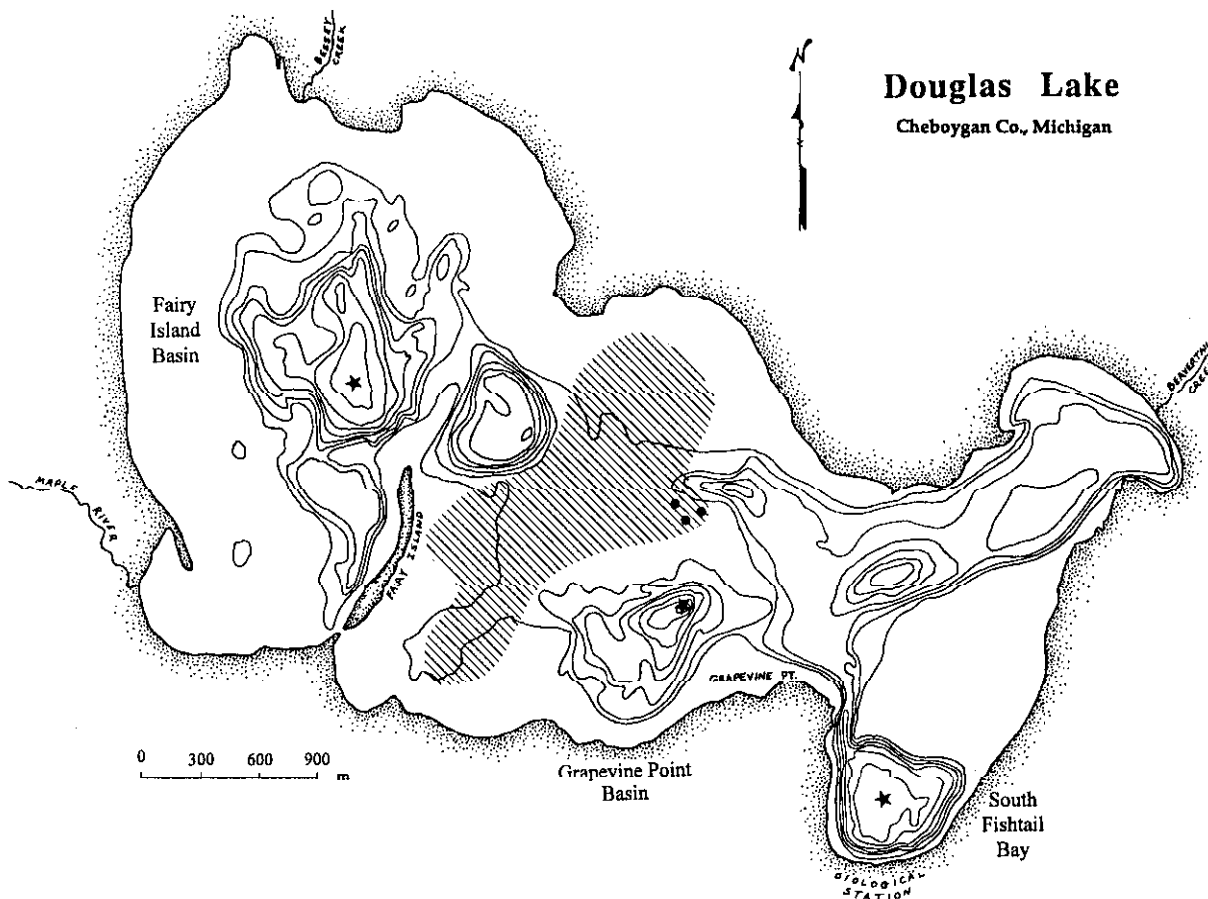 BESSEY
CREEK
N
Douglas Lake
Cheboygan Co., Michigan
Fairy
Island
Basin
BEAVERTAIL
CREEK
MAPLE
RIVER
FAIRY ISLAND
GRAPEVINE PT.
0 300 600 900
m
Grapevine Point
Basin
South
Fishtail
Bay
BIOLOGICAL
STATION